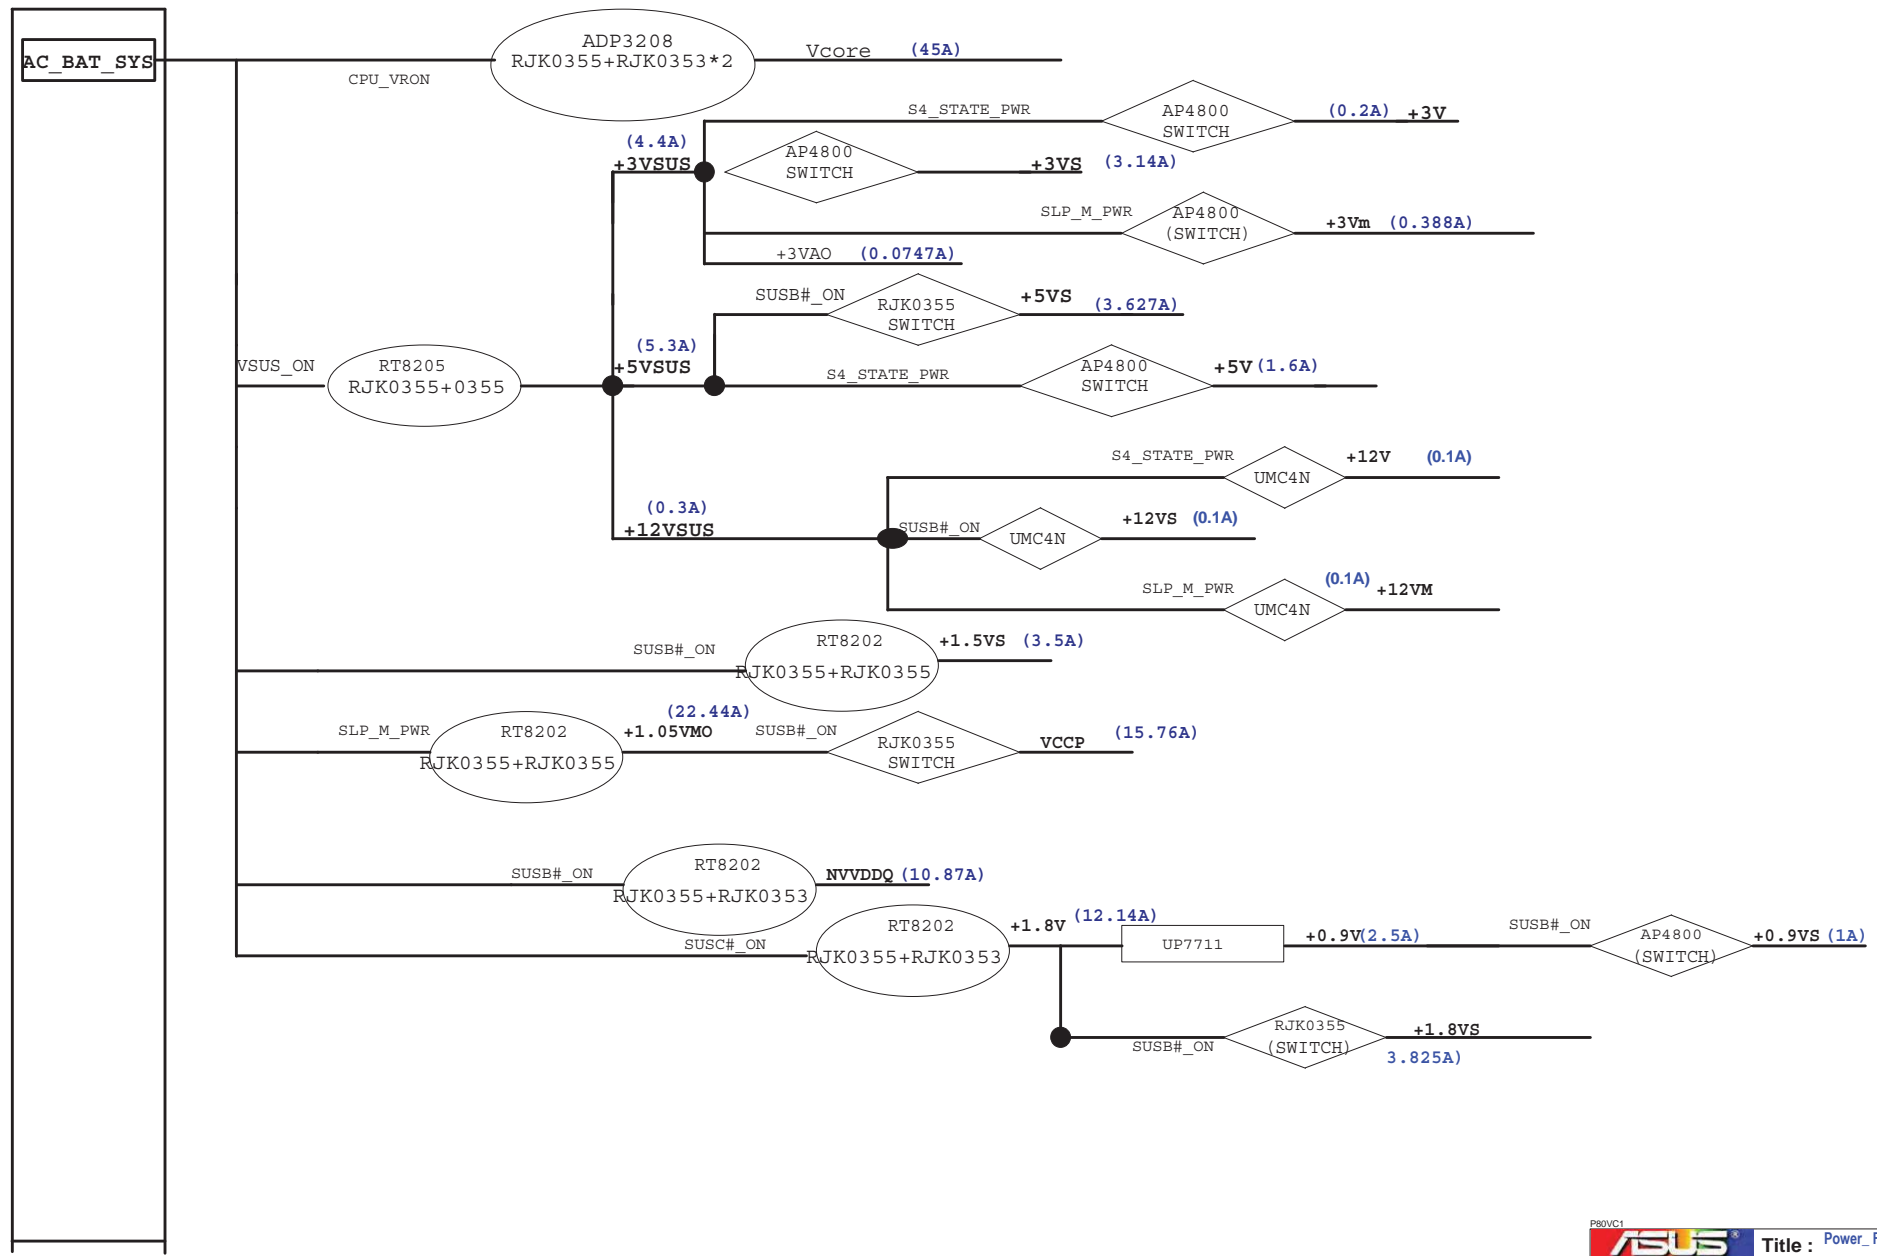 AC_BAT_SYS
CPU_VRON
ADP3208
RJK0355+RJK0353*2
Vcore (45A)
S4_STATE_PWR
AP4800
SWITCH
(0.2A) +3V
(4.4A)
+3VSUS
AP4800
SWITCH
+3VS (3.14A)
SLP_M_PWR
AP4800
(SWITCH)
+3Vm (0.388A)
+3VAO (0.0747A)
SUSB#_ON
RJK0355
SWITCH
+5VS
(3.627A)
VSUS_ON
RT8205
RJK0355+0355
(5.3A)
+5VSUS
S4_STATE_PWR
AP4800
SWITCH
+5V (1.6A)
S4_STATE_PWR
UMC4N
+12V (0.1A)
(0.3A)
+12VSUS
SUSB#_ON
UMC4N
+12VS (0.1A)
SLP_M_PWR
UMC4N
(0.1A)
+12VM
SUSB#_ON
RT8202
RJK0355+RJK0355
+1.5VS (3.5A)
SLP_M_PWR
RT8202
RJK0355+RJK0355
(22.44A)
+1.05VMO
SUSB#_ON
RJK0355
SWITCH
VCCP
(15.76A)
SUSB#_ON
RT8202
RJK0355+RJK0353
NVVDDQ (10.87A)
SUSC#_ON
RT8202
RJK0355+RJK0353
+1.8V (12.14A)
UP7711
+0.9V(2.5A)
SUSB#_ON
AP4800
(SWITCH)
+0.9VS (1A)
SUSB#_ON
RJK0355
(SWITCH)
+1.8VS
3.825A)
P80VC1
ASUS®
Title : Power_